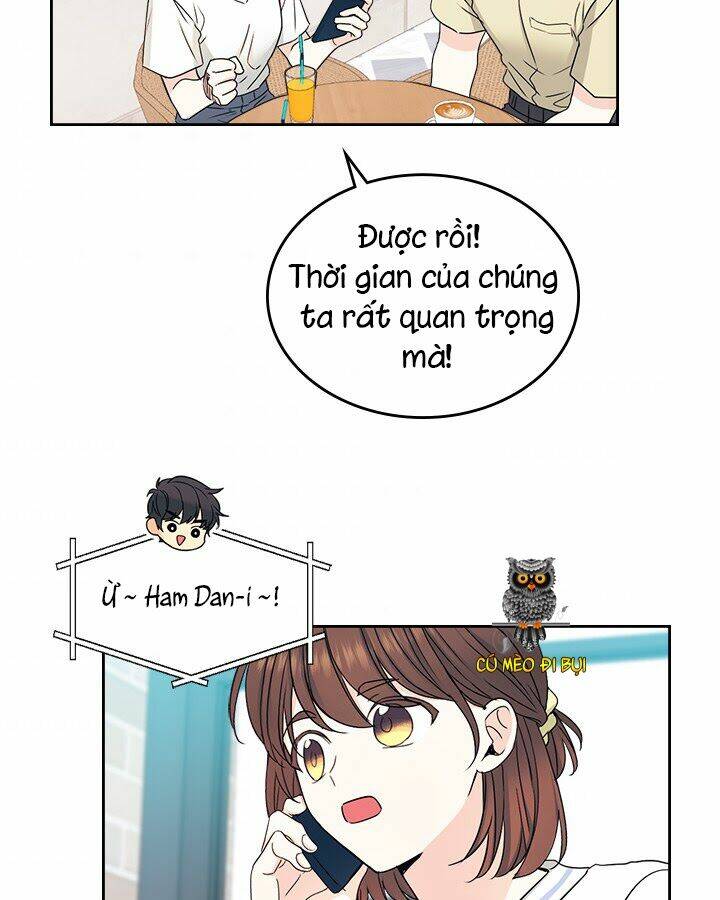 Được rồi!
Thời gian của chúng
ta rất quan trọng
mà!
Ừ ~ Ham Dan-i ~!
CÚ MÈO ĐI BỤI